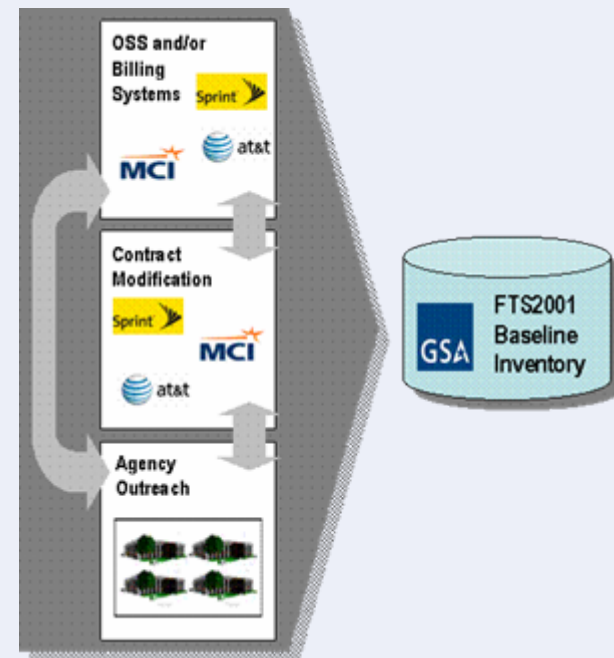 OSS and/or
Billing
Systems
Sprint
at&t
MCI
Contract
Modification
Sprint
MCI
at&t
Agency
Outreach
GSA
FTS2001
Baseline
Inventory